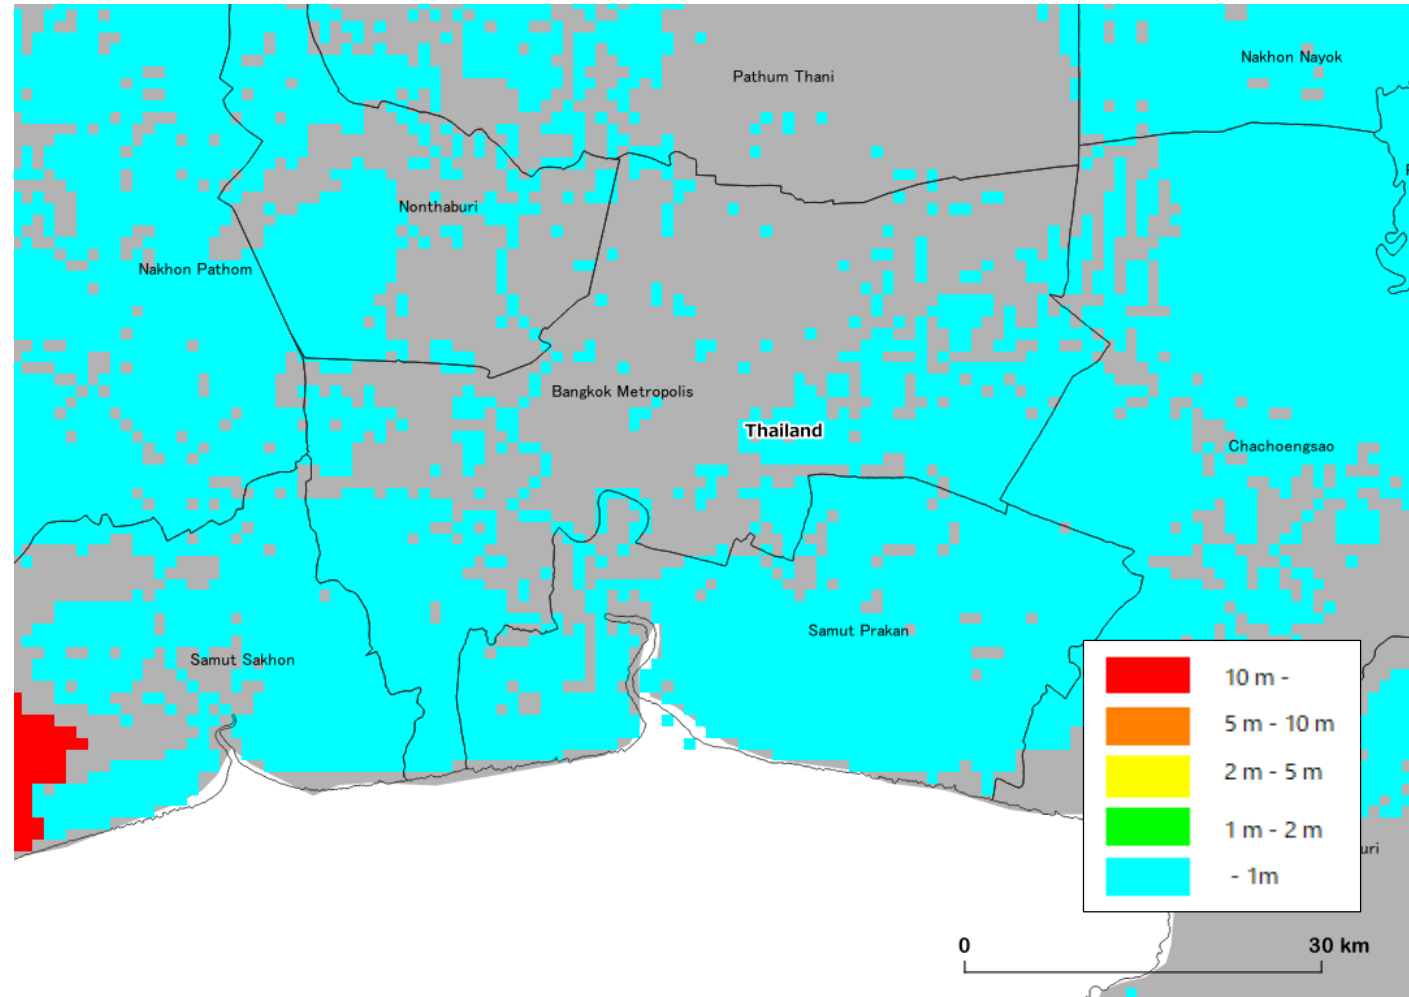 Nakhon Nayok
Pathum Thani
Nonthaburi
Nakhon Pathom
Bangkok Metropolis
Thailand
Chachoengsao
Samut Prakan
Samut Sakhon
10 m -
5 m - 10 m
2 m - 5 m
1 m - 2 m
- 1m
uri
0
30 km